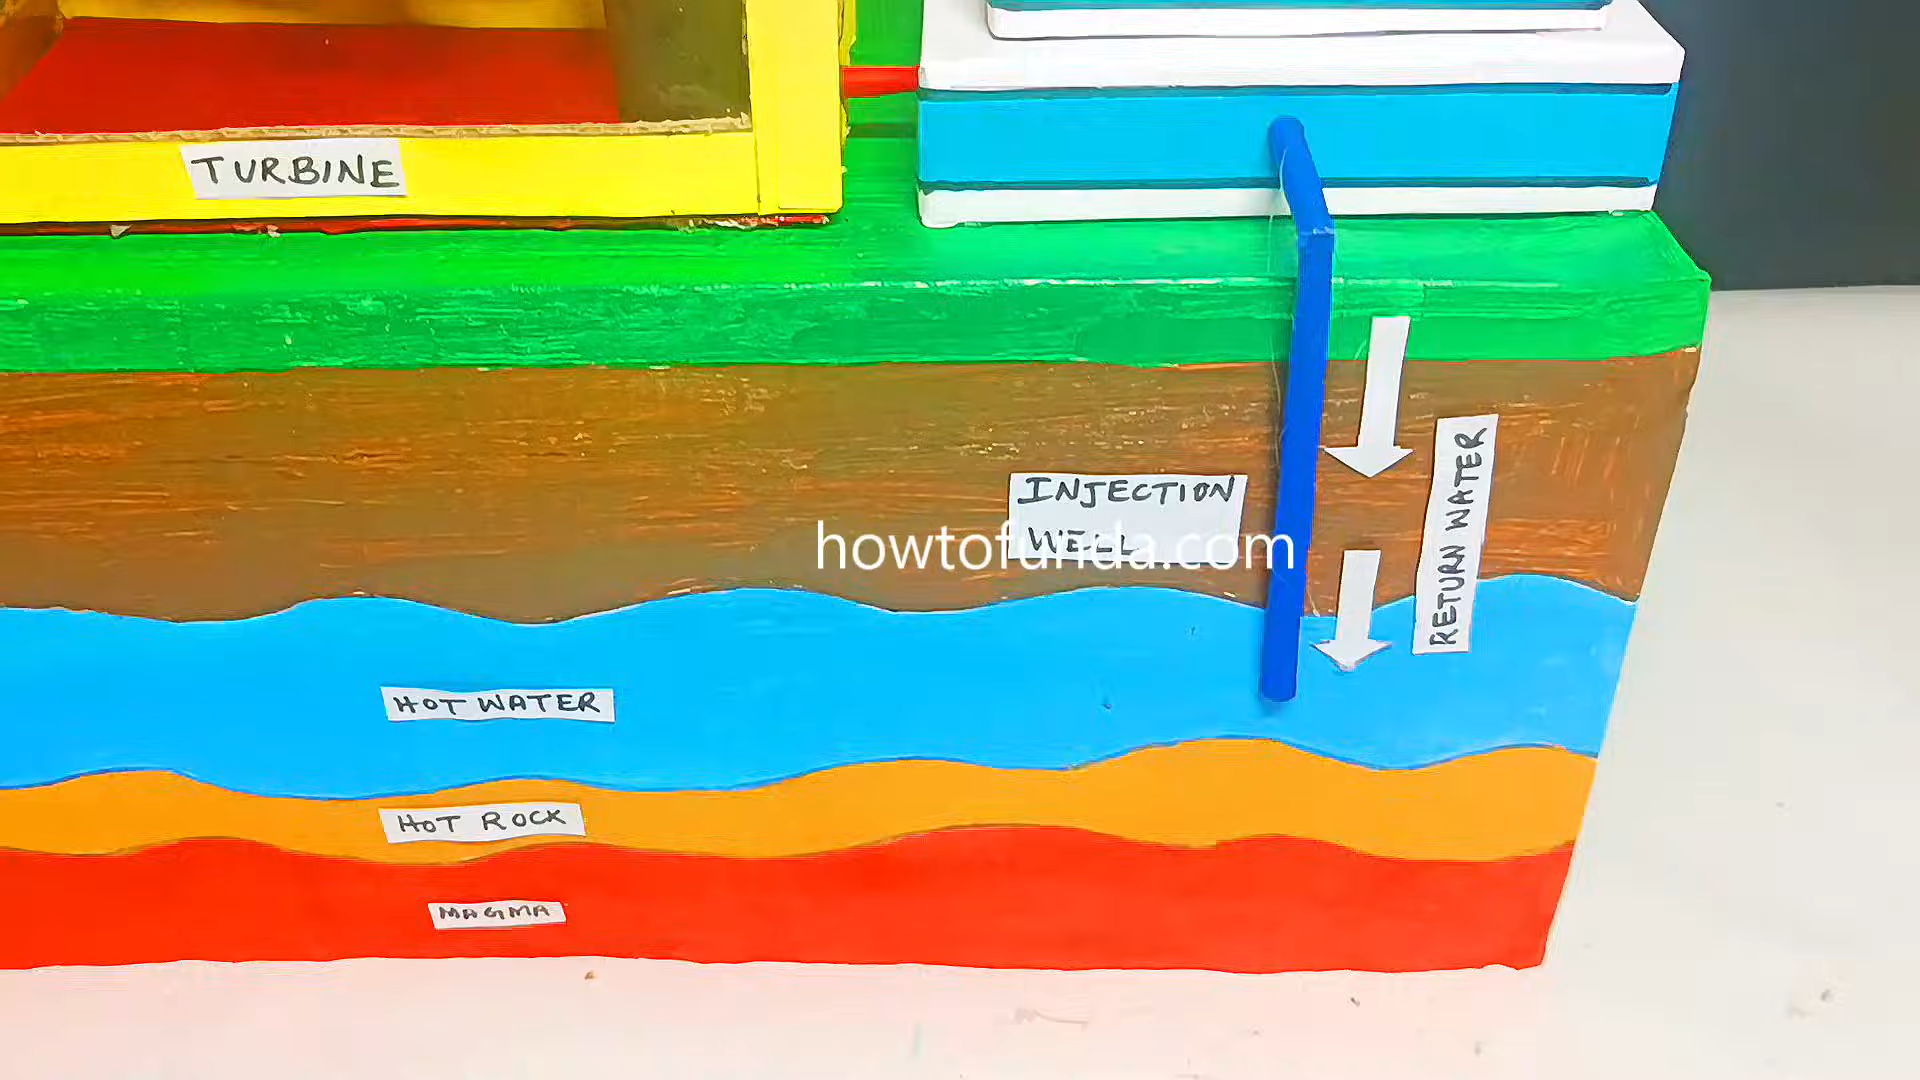 TURBINE
INJECTION
WELL
RETURN WATER
howtofunda.com
HOT WATER
HOT ROCK
MAGMA